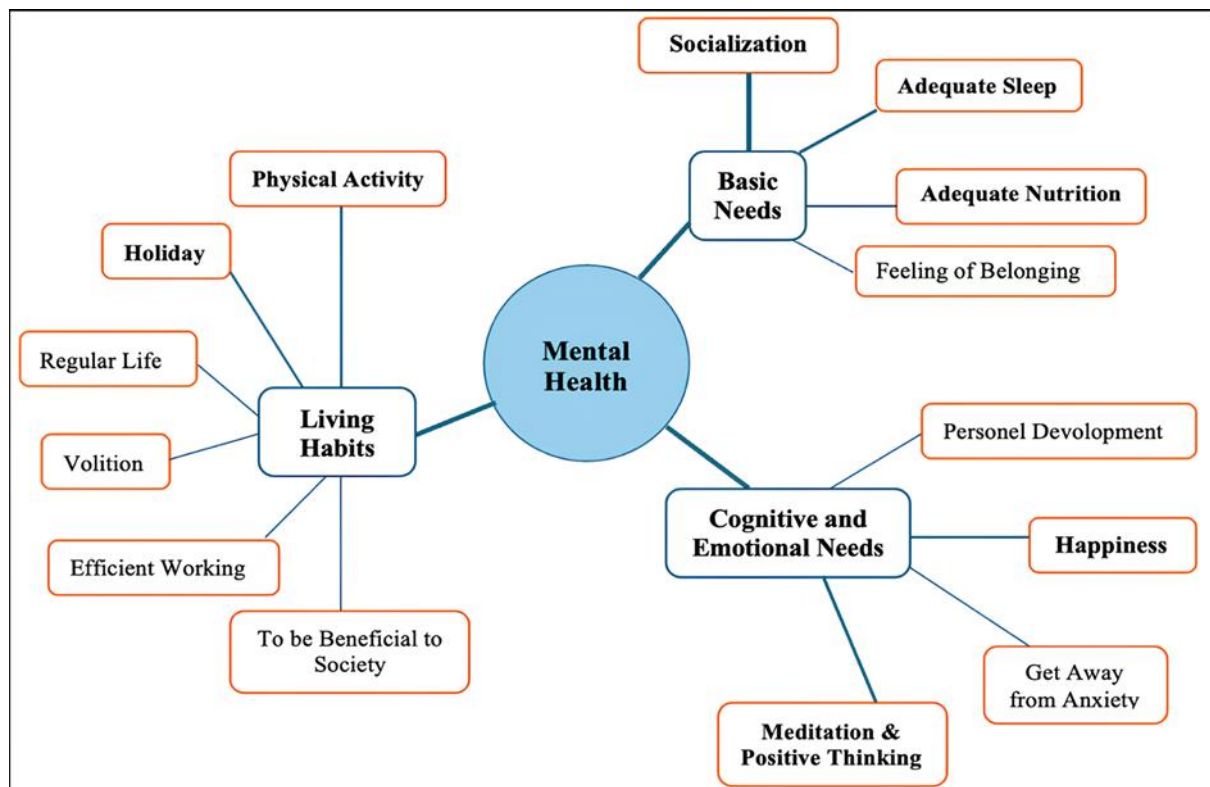 Socialization
Adequate Sleep
Basic
Needs
Adequate Nutrition
Feeling of Belonging
Physical Activity
Holiday
Regular Life
Volition
Efficient Working
To be Beneficial to
Society
Living
Habits
Mental
Health
Personel Devolopment
Cognitive and
Emotional Needs
Happiness
Get Away
from Anxiety
Meditation &
Positive Thinking